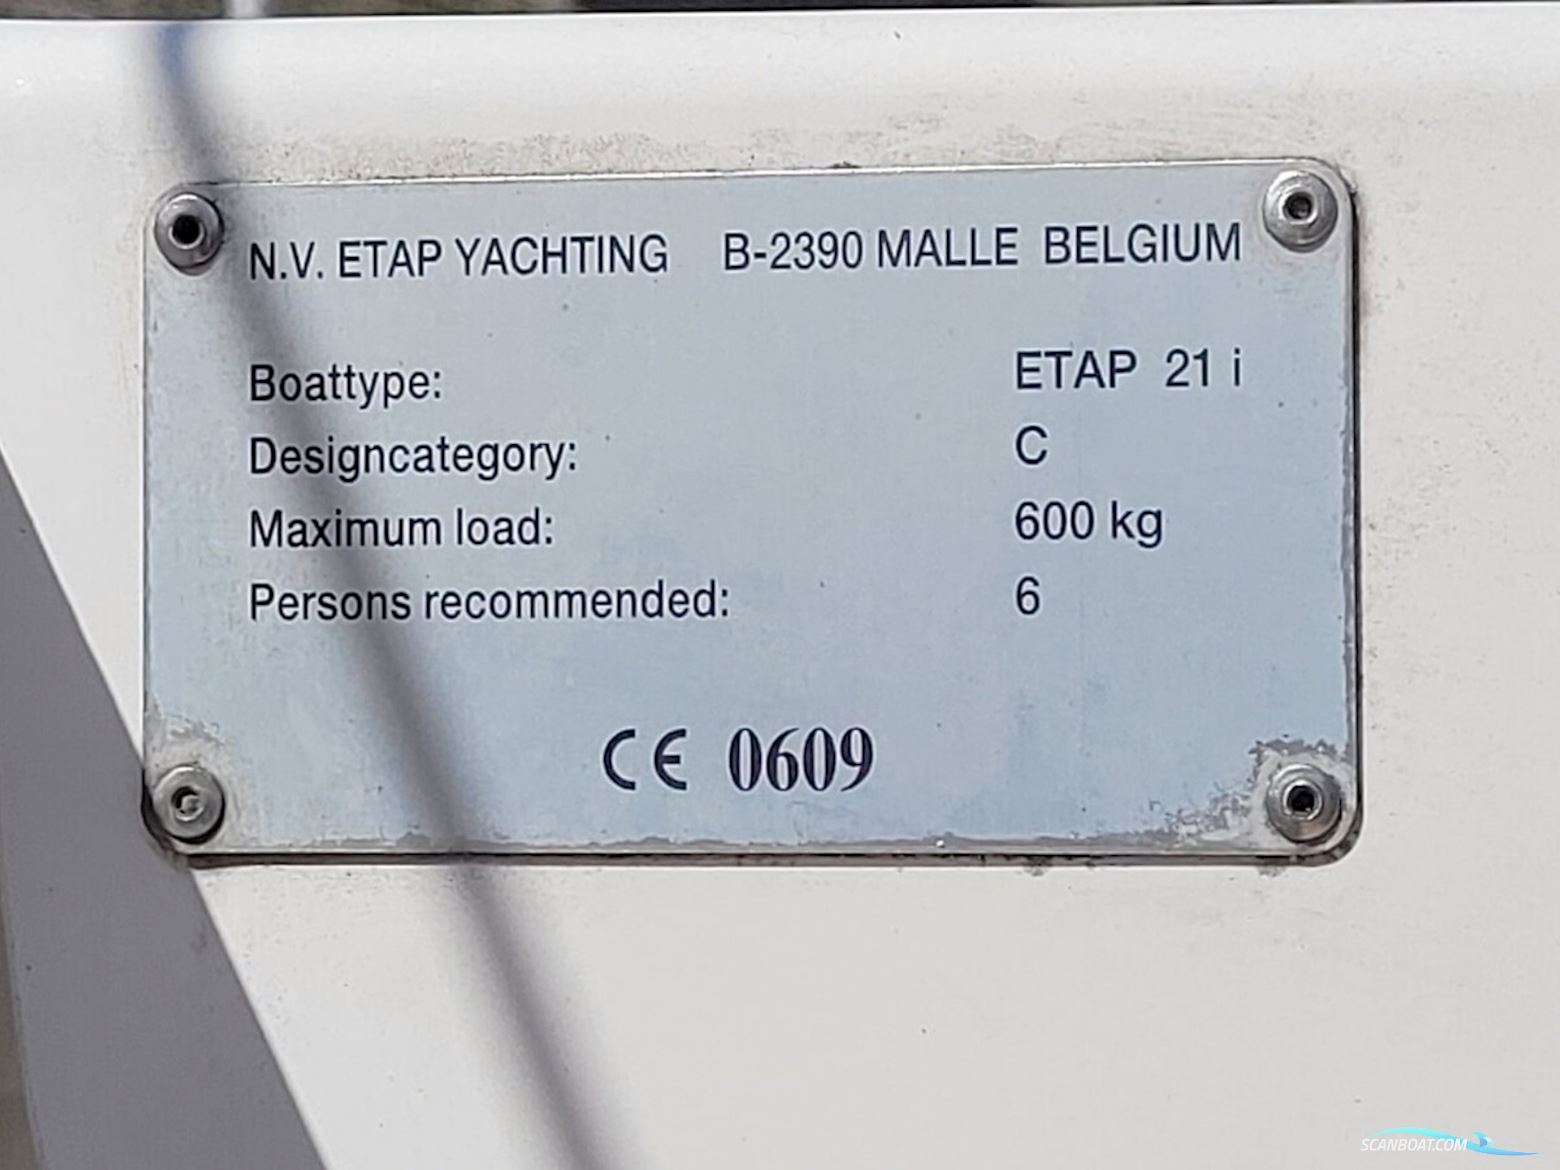 N.V. ETAP YACHTING B-2390 MALLE BELGIUM
Boattype: ETAP 21 i
Designcategory: C
Maximum load: 600 kg
Persons recommended: 6
CE 0609
SCANBOAT.COM